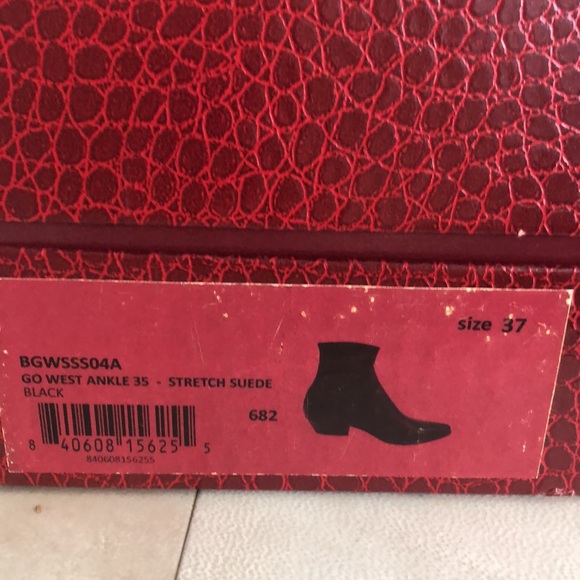 size 37
BGWSSS04A
GO WEST ANKLE 35 - STRETCH SUEDE
BLACK
682
8 40608 15625 5
840608156255